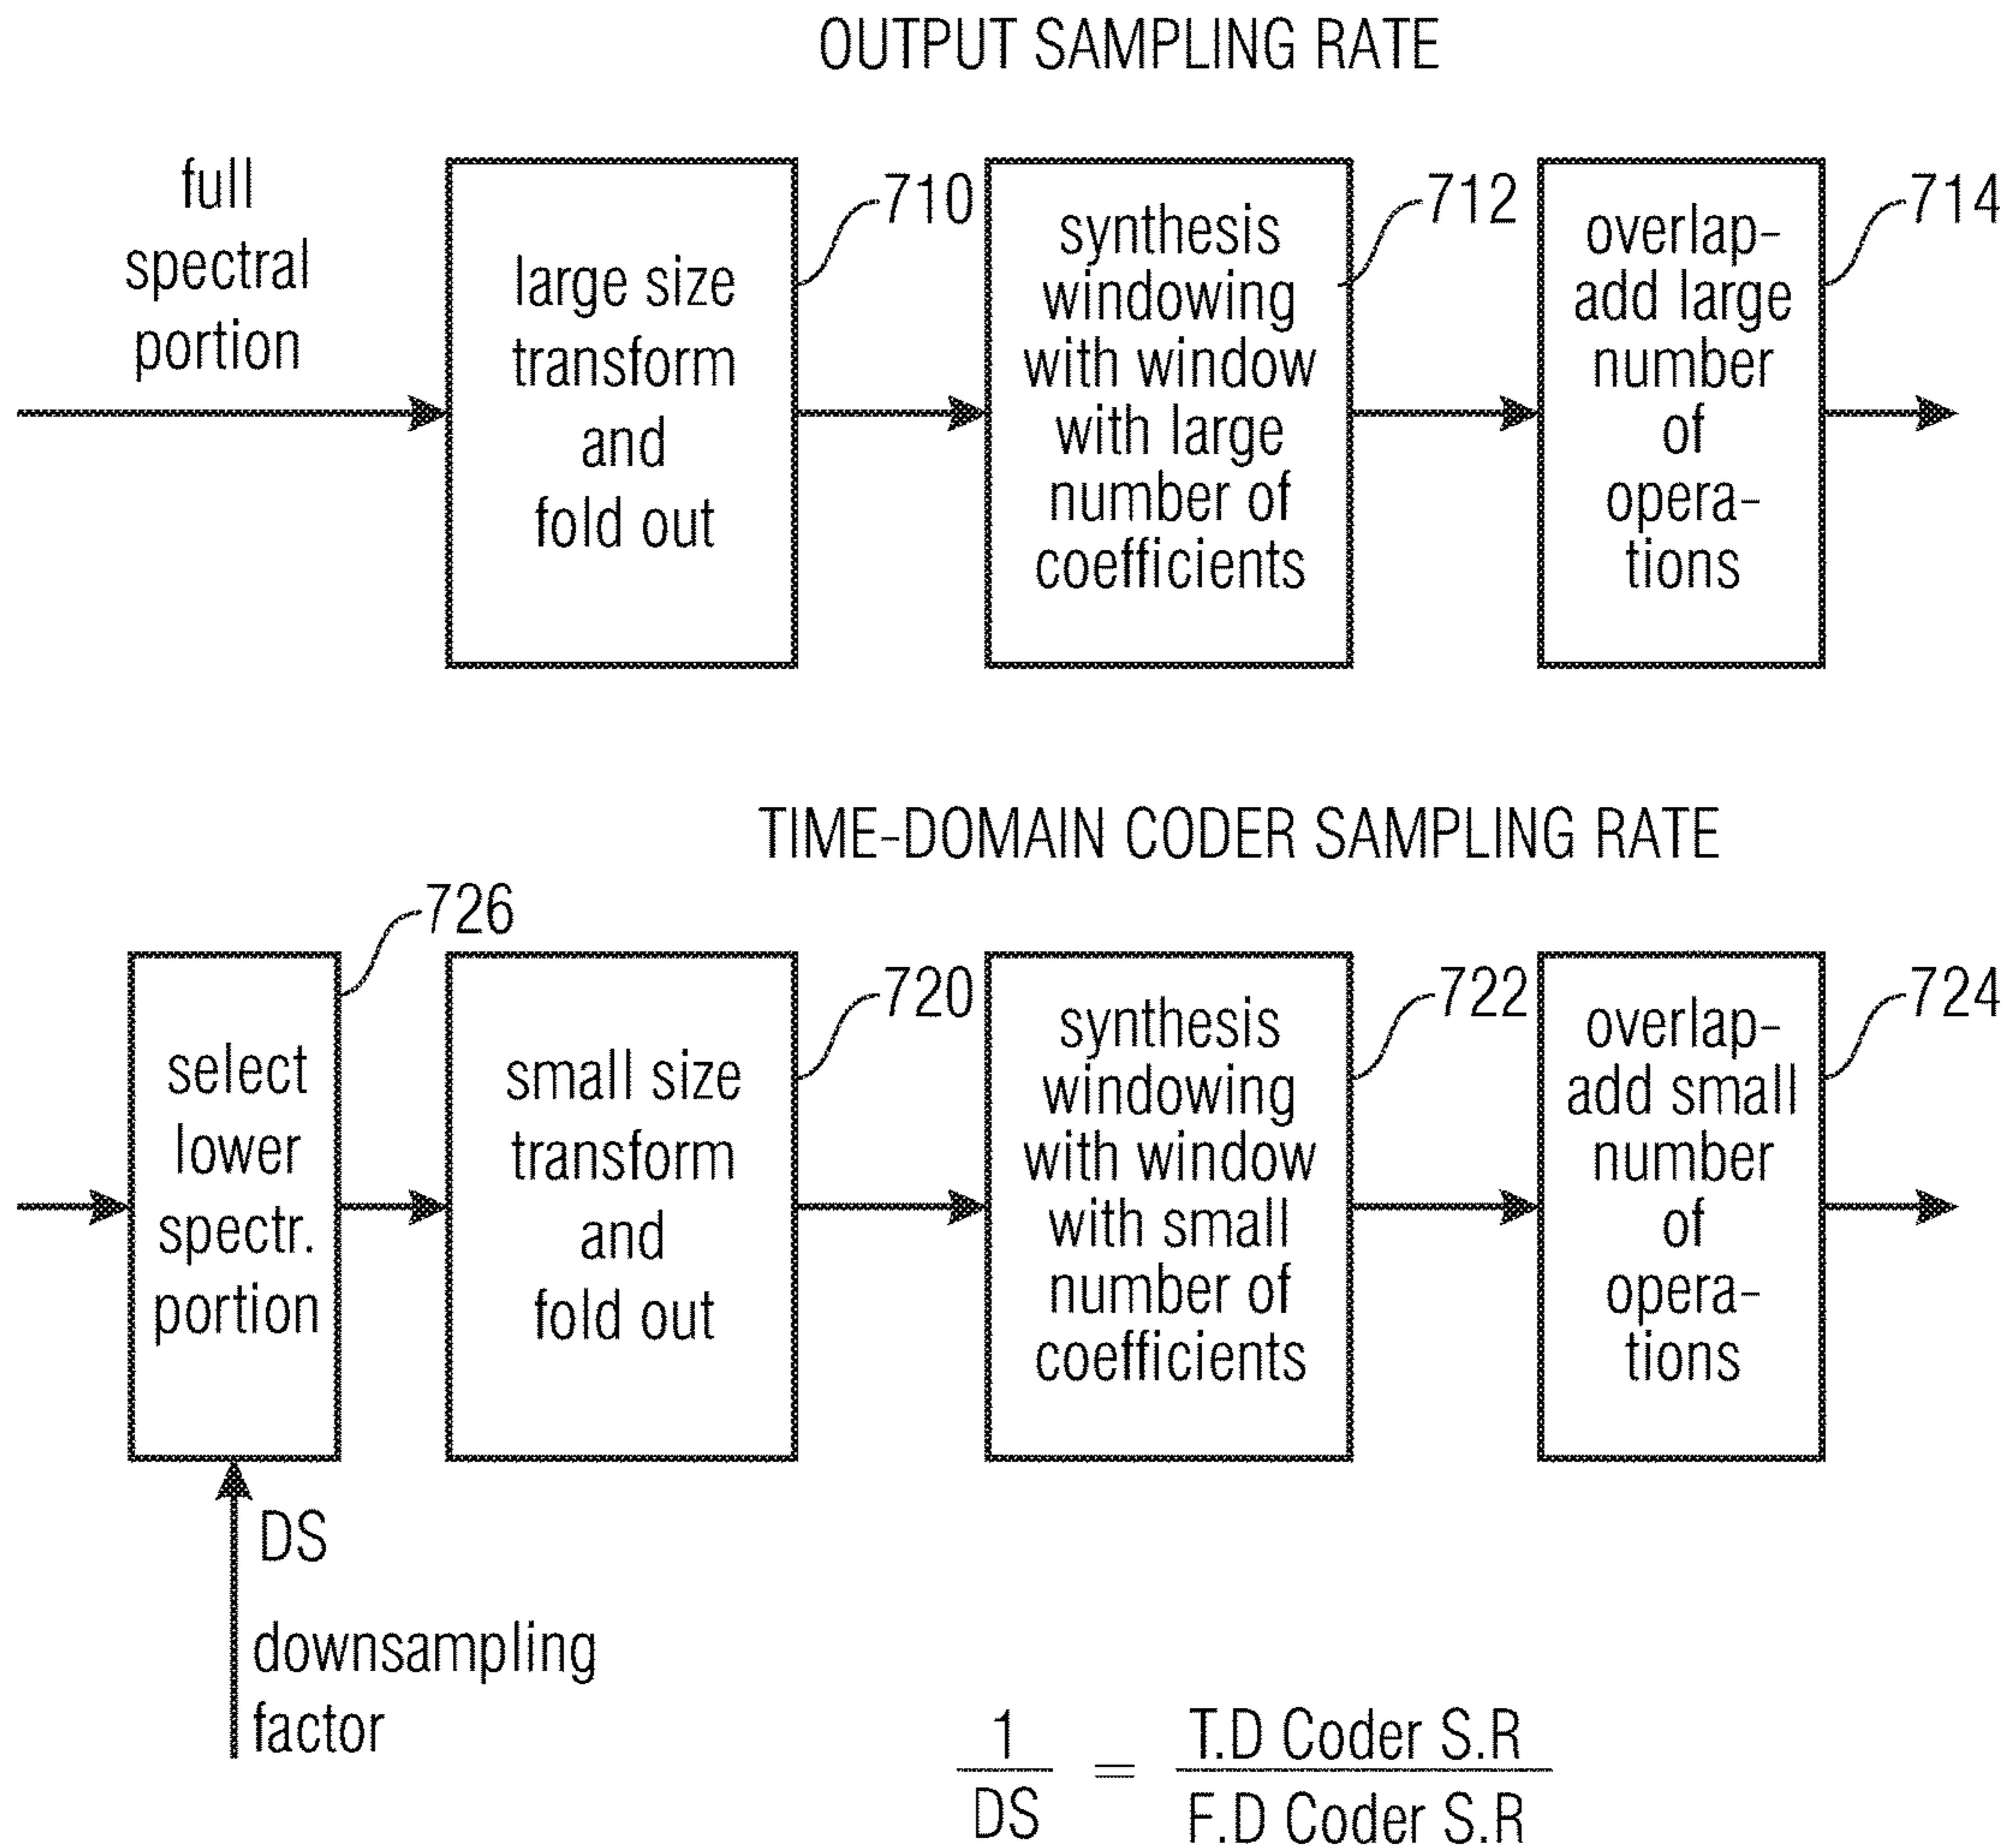 OUTPUT SAMPLING RATE
full
spectral
portion
large size
transform
and
fold out
710
synthesis
windowing
with window
with large
number of
coefficients
712
overlap-
add large
number
of
opera-
tions
714
TIME-DOMAIN CODER SAMPLING RATE
726
select
lower
spectr.
portion
small size
transform
and
fold out
720
synthesis
windowing
with window
with small
number of
coefficients
722
overlap-
add small
number
of
opera-
tions
724
DS
downsampling
factor
1
DS
=
T.D Coder S.R
F.D Coder S.R